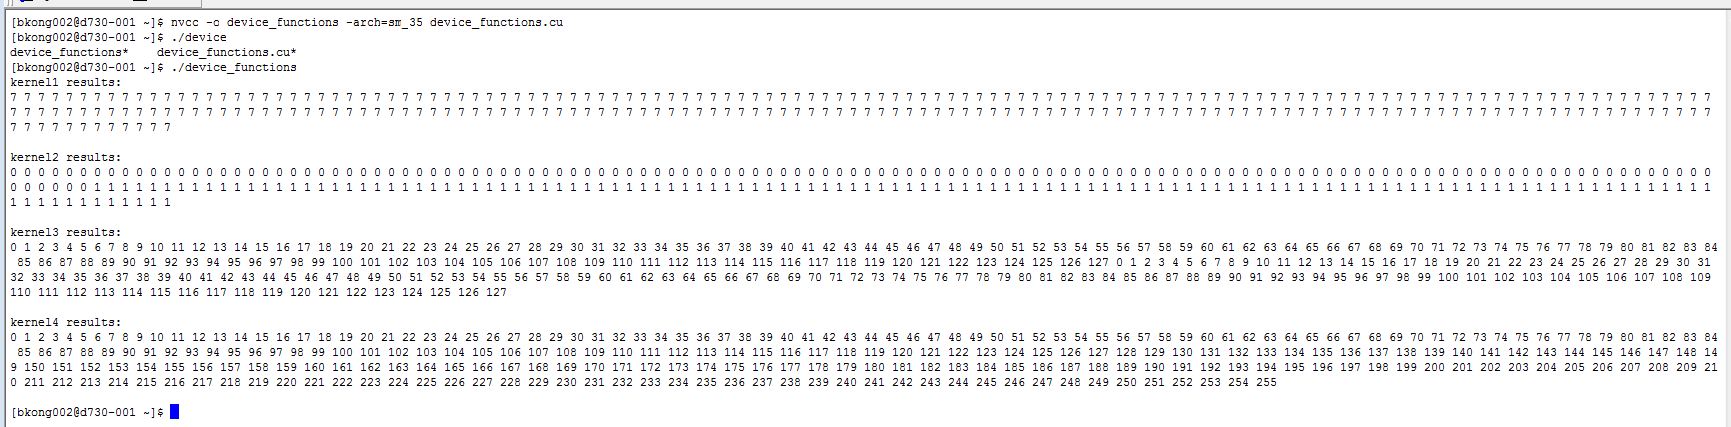 [bkong002@d730-001 ~]$ nvcc -o device_functions -arch=sm_35 device_functions.cu
[bkong002@d730-001 ~]$ ./device
device_functions*    device_functions.cu*
[bkong002@d730-001 ~]$ ./device_functions
kernel1 results:
7 7 7 7 7 7 7 7 7 7 7 7 7 7 7 7 7 7 7 7 7 7 7 7 7 7 7 7 7 7 7 7 7 7 7 7 7 7 7 7 7 7 7 7 7 7 7 7 7 7 7 7 7 7 7 7 7 7 7 7 7 7 7 7 7 7 7 7 7 7 7 7 7 7 7 7 7 7 7 7 7 7 7 7 7 7 7 7 7 7 7 7 7 7 7 7 7 7 7 7 7 7 7 7 7 7 7 7 7 7 7 7 7 7 7 7 7 7 7 7 7 7
7 7 7 7 7 7 7 7 7 7 7 7 7 7 7 7 7 7 7 7 7 7 7 7 7 7 7 7 7 7 7 7 7 7 7 7 7 7 7 7 7 7 7 7 7 7 7 7 7 7 7 7 7 7 7 7 7 7 7 7 7 7 7 7 7 7 7 7 7 7 7 7 7 7 7 7 7 7 7 7 7 7 7 7 7 7 7 7 7 7 7 7 7 7 7 7 7 7 7 7 7 7 7 7 7 7 7 7 7 7 7 7 7 7 7 7 7 7 7 7 7 7
7 7 7 7 7 7 7 7 7 7 7 7
kernel2 results:
0 0 0 0 0 0 0 0 0 0 0 0 0 0 0 0 0 0 0 0 0 0 0 0 0 0 0 0 0 0 0 0 0 0 0 0 0 0 0 0 0 0 0 0 0 0 0 0 0 0 0 0 0 0 0 0 0 0 0 0 0 0 0 0 0 0 0 0 0 0 0 0 0 0 0 0 0 0 0 0 0 0 0 0 0 0 0 0 0 0 0 0 0 0 0 0 0 0 0 0 0 0 0 0 0 0 0 0 0 0 0 0 0 0 0 0 0 0 0 0 0 0
0 0 0 0 0 0 1 1 1 1 1 1 1 1 1 1 1 1 1 1 1 1 1 1 1 1 1 1 1 1 1 1 1 1 1 1 1 1 1 1 1 1 1 1 1 1 1 1 1 1 1 1 1 1 1 1 1 1 1 1 1 1 1 1 1 1 1 1 1 1 1 1 1 1 1 1 1 1 1 1 1 1 1 1 1 1 1 1 1 1 1 1 1 1 1 1 1 1 1 1 1 1 1 1 1 1 1 1 1 1 1 1 1 1 1 1 1 1 1 1 1 1
1 1 1 1 1 1 1 1 1 1 1 1
kernel3 results:
0 1 2 3 4 5 6 7 8 9 10 11 12 13 14 15 16 17 18 19 20 21 22 23 24 25 26 27 28 29 30 31 32 33 34 35 36 37 38 39 40 41 42 43 44 45 46 47 48 49 50 51 52 53 54 55 56 57 58 59 60 61 62 63 64 65 66 67 68 69 70 71 72 73 74 75 76 77 78 79 80 81 82 83 84
 85 86 87 88 89 90 91 92 93 94 95 96 97 98 99 100 101 102 103 104 105 106 107 108 109 110 111 112 113 114 115 116 117 118 119 120 121 122 123 124 125 126 127 0 1 2 3 4 5 6 7 8 9 10 11 12 13 14 15 16 17 18 19 20 21 22 23 24 25 26 27 28 29 30 31
32 33 34 35 36 37 38 39 40 41 42 43 44 45 46 47 48 49 50 51 52 53 54 55 56 57 58 59 60 61 62 63 64 65 66 67 68 69 70 71 72 73 74 75 76 77 78 79 80 81 82 83 84 85 86 87 88 89 90 91 92 93 94 95 96 97 98 99 100 101 102 103 104 105 106 107 108 109
110 111 112 113 114 115 116 117 118 119 120 121 122 123 124 125 126 127
kernel4 results:
0 1 2 3 4 5 6 7 8 9 10 11 12 13 14 15 16 17 18 19 20 21 22 23 24 25 26 27 28 29 30 31 32 33 34 35 36 37 38 39 40 41 42 43 44 45 46 47 48 49 50 51 52 53 54 55 56 57 58 59 60 61 62 63 64 65 66 67 68 69 70 71 72 73 74 75 76 77 78 79 80 81 82 83 84
 85 86 87 88 89 90 91 92 93 94 95 96 97 98 99 100 101 102 103 104 105 106 107 108 109 110 111 112 113 114 115 116 117 118 119 120 121 122 123 124 125 126 127 128 129 130 131 132 133 134 135 136 137 138 139 140 141 142 143 144 145 146 147 148 14
9 150 151 152 153 154 155 156 157 158 159 160 161 162 163 164 165 166 167 168 169 170 171 172 173 174 175 176 177 178 179 180 181 182 183 184 185 186 187 188 189 190 191 192 193 194 195 196 197 198 199 200 201 202 203 204 205 206 207 208 209 21
0 211 212 213 214 215 216 217 218 219 220 221 222 223 224 225 226 227 228 229 230 231 232 233 234 235 236 237 238 239 240 241 242 243 244 245 246 247 248 249 250 251 252 253 254 255
[bkong002@d730-001 ~]$